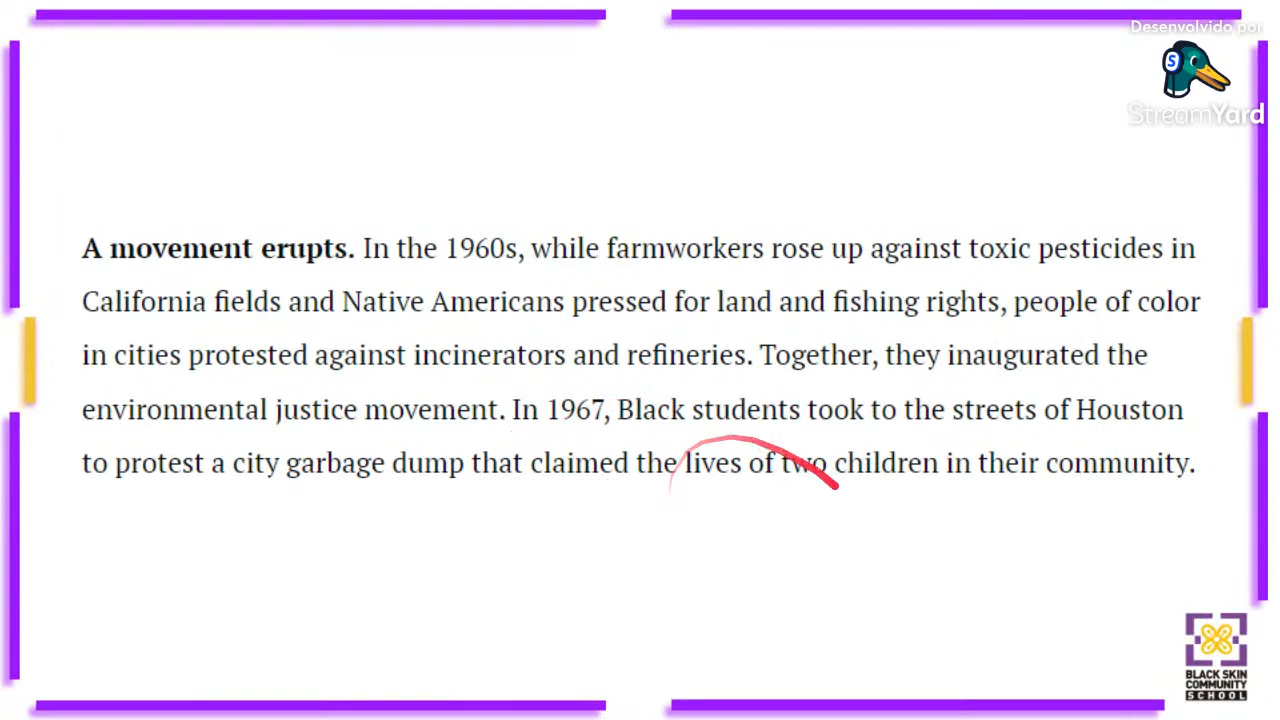 Desenvolvido por
StreamYard
A movement erupts. In the 1960s, while farmworkers rose up against toxic pesticides in
California fields and Native Americans pressed for land and fishing rights, people of color
in cities protested against incinerators and refineries. Together, they inaugurated the
environmental justice movement. In 1967, Black students took to the streets of Houston
to protest a city garbage dump that claimed the lives of two children in their community.
BLACK SKIN
COMMUNITY
SCHOOL